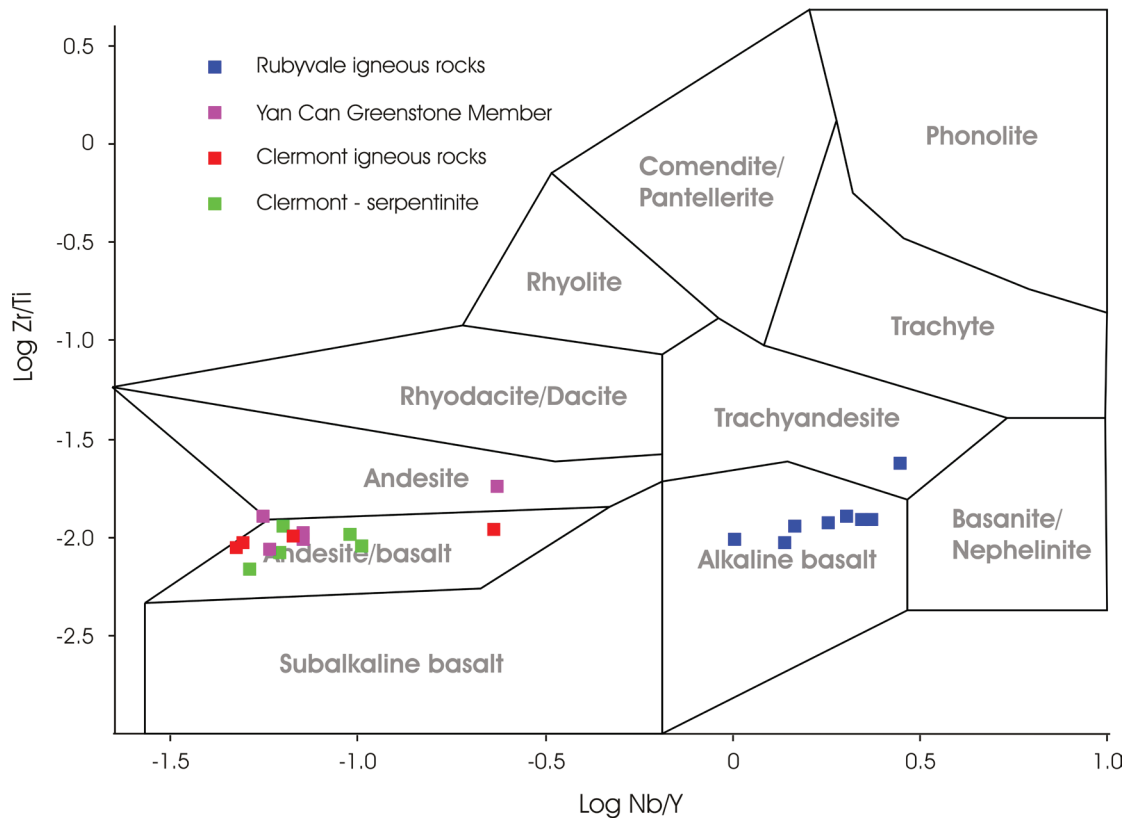 0.5
0
-0.5
-1.0
-1.5
-2.0
-2.5
Log Zr/Ti
Rubyvale igneous rocks
Yan Can Greenstone Member
Clermont igneous rocks
Clermont - serpentinite
Phonolite
Comendite/
Pantellerite
Rhyolite
Trachyte
Rhyodacite/Dacite
Trachyandesite
Andesite
Basanite/
Nephelinite
Andesite/basalt
Alkaline basalt
Subalkaline basalt
-1.5
-1.0
-0.5
0
0.5
1.0
Log Nb/Y